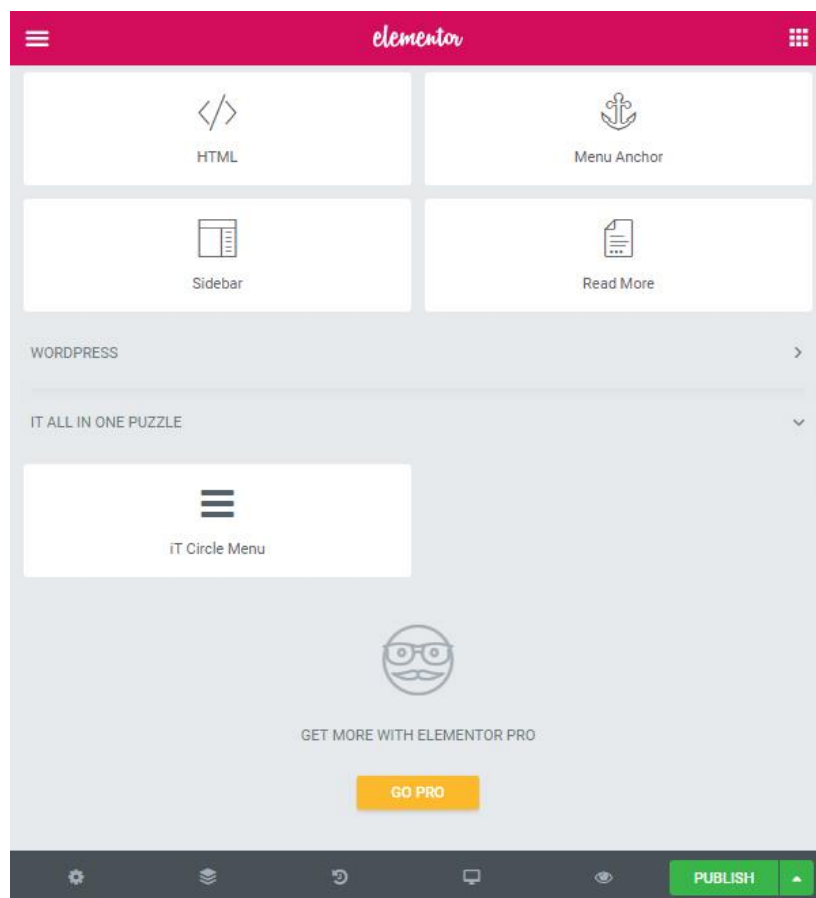 elementor
HTML
Menu Anchor
Sidebar
Read More
WORDPRESS
IT ALL IN ONE PUZZLE
iT Circle Menu
GET MORE WITH ELEMENTOR PRO
GO PRO
PUBLISH